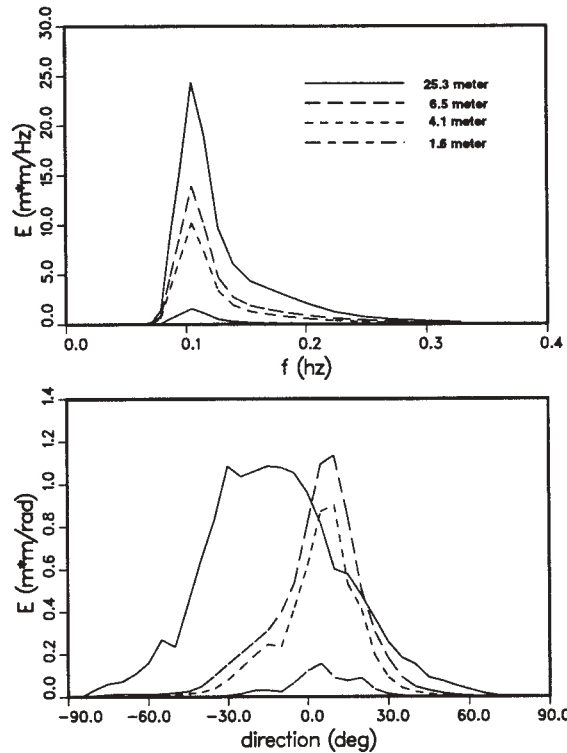 30.0
25.0
20.0
15.0
10.0
5.0
0.0
E (m*m/Hz)
25.3 meter
6.5 meter
4.1 meter
1.6 meter
0.0 0.1 0.2 0.3 0.4
f (hz)
1.4
1.2
1.0
0.8
0.6
0.4
0.2
0.0
E (m*m/rad)
-90.0 -60.0 -30.0 0.0 30.0 60.0 90.0
direction (deg)